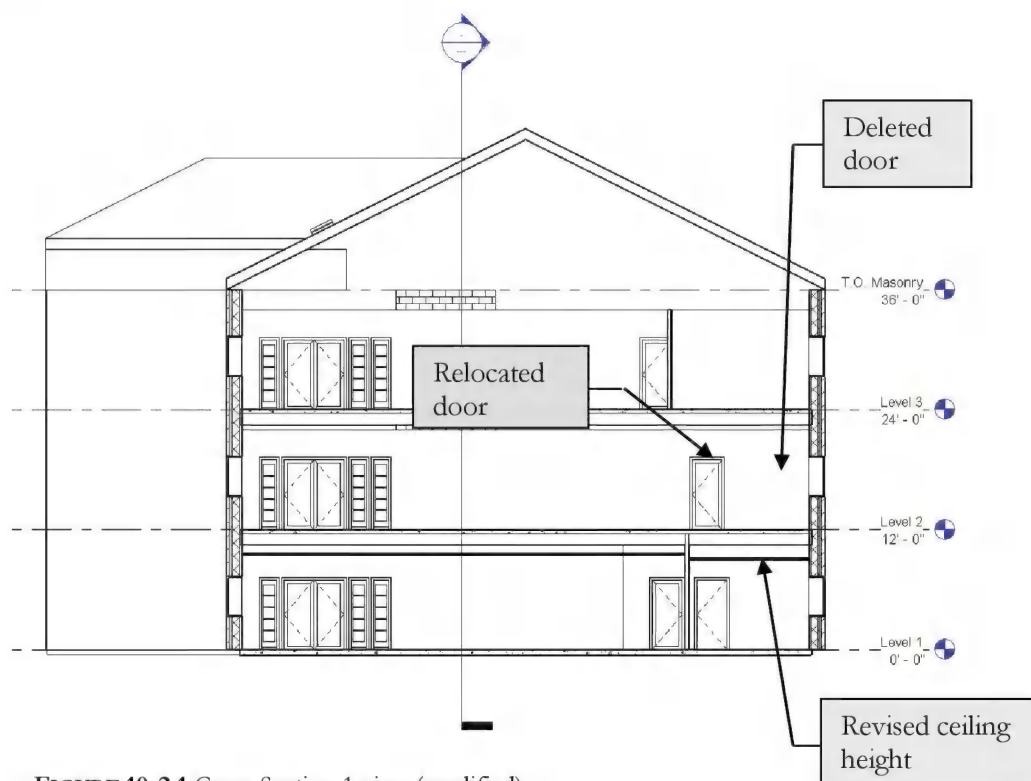 Deleted
door
T.O. Masonry
36' - 0"
Relocated
door
Level 3
24' - 0"
Level 2
12' - 0"
Level 1
0' - 0"
Revised ceiling
height